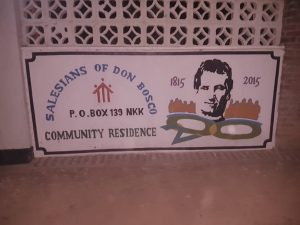 SALESIANS OF DON BOSCO
1815 2015
P.O.BOX 139 NKK
COMMUNITY RESIDENCE